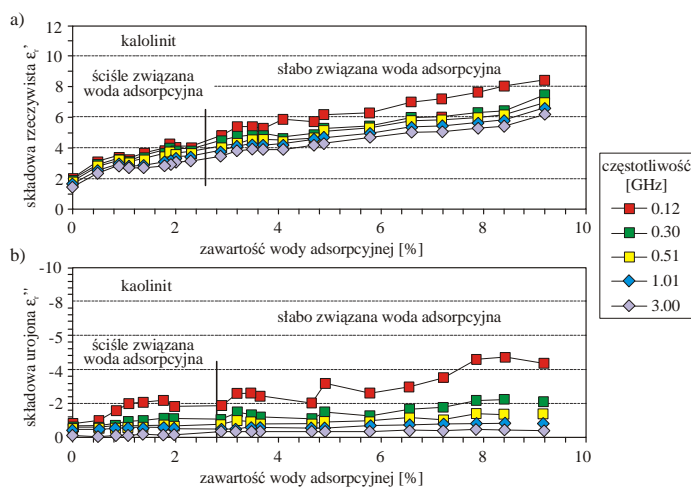 a)
12
10
8
6
4
2
0
składowa rzeczywista εr'
kalolinit
ściśle związana
woda adsorpcyjna
słabo związana woda adsorpcyjna
0 2 4 6 8 10
zawartość wody adsorpcyjnej [%]
częstotliwość
[GHz]
0.12
0.30
0.51
1.01
3.00
b)
-10
-8
-5
-4
-2
0
składowa urojona εr''
kaolinit
ściśle związana
woda adsorpcyjna
słabo związana woda adsorpcyjna
0 2 4 6 8 10
zawartość wody adsorpcyjnej [%]